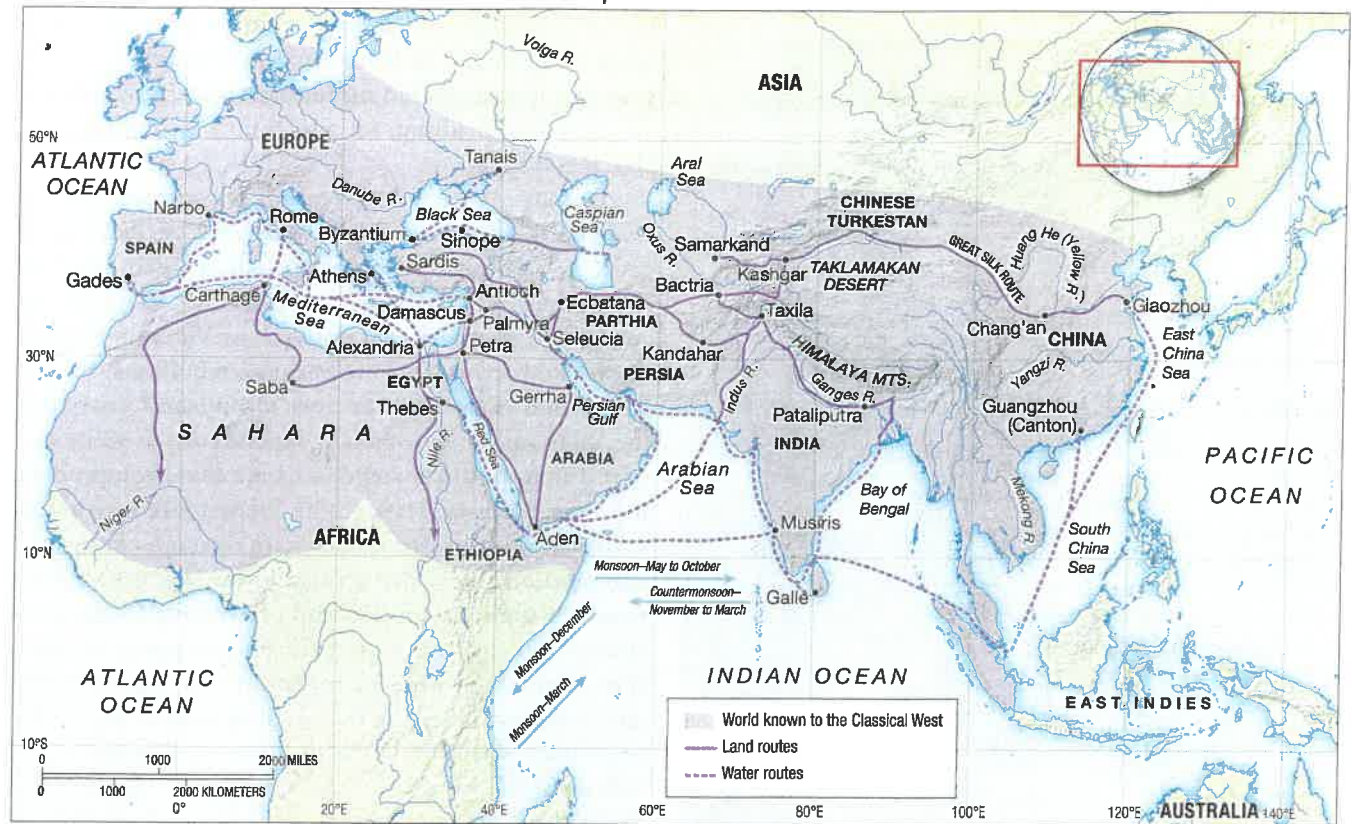 Volga R.
ASIA
50°N
EUROPE
ATLANTIC
OCEAN
Tanais
Aral
Sea
Danube R.
Narbo
Rome
Black Sea
Caspian
Sea
CHINESE
TURKESTAN
Byzantium
Sinope
Oxus R.
Samarkand
GREAT SILK ROUTE
Huang He (Yellow R.)
SPAIN
Sardis
Kashgar
TAKLAMAKAN
DESERT
Gades
Athens
Bactria
Carthage
Antioch
Ecbatana
Giaozhou
Mediterranean
Sea
Damascus
Palmyra
PARTHIA
Taxila
Chang'an
CHINA
Alexandria
Petra
Seleucia
Kandahar
East
China
Sea
30°N
HIMALAYA MTS.
Yangzi R.
Saba
EGYPT
PERSIA
Indus R.
Ganges R.
Gerrha
Thebes
Persian
Gulf
Pataliputra
Guangzhou
(Canton)
SAHARA
Nile R.
Red Sea
INDIA
ARABIA
Arabian
Sea
Bay of
Bengal
Mekong R.
PACIFIC
OCEAN
Niger R.
AFRICA
Musiris
South
China
Sea
ETHIOPIA
Aden
10°N
Monsoon–May to October
Countermonsoon–
November to March
Galle
Monsoon–December
Monsoon–March
ATLANTIC
OCEAN
INDIAN OCEAN
EAST INDIES
World known to the Classical West
Land routes
Water routes
10°S
0 1000 2000 MILES
0 1000 2000 KILOMETERS
0° 20°E 40°E 60°E 80°E 100°E 120°E AUSTRALIA 140°E